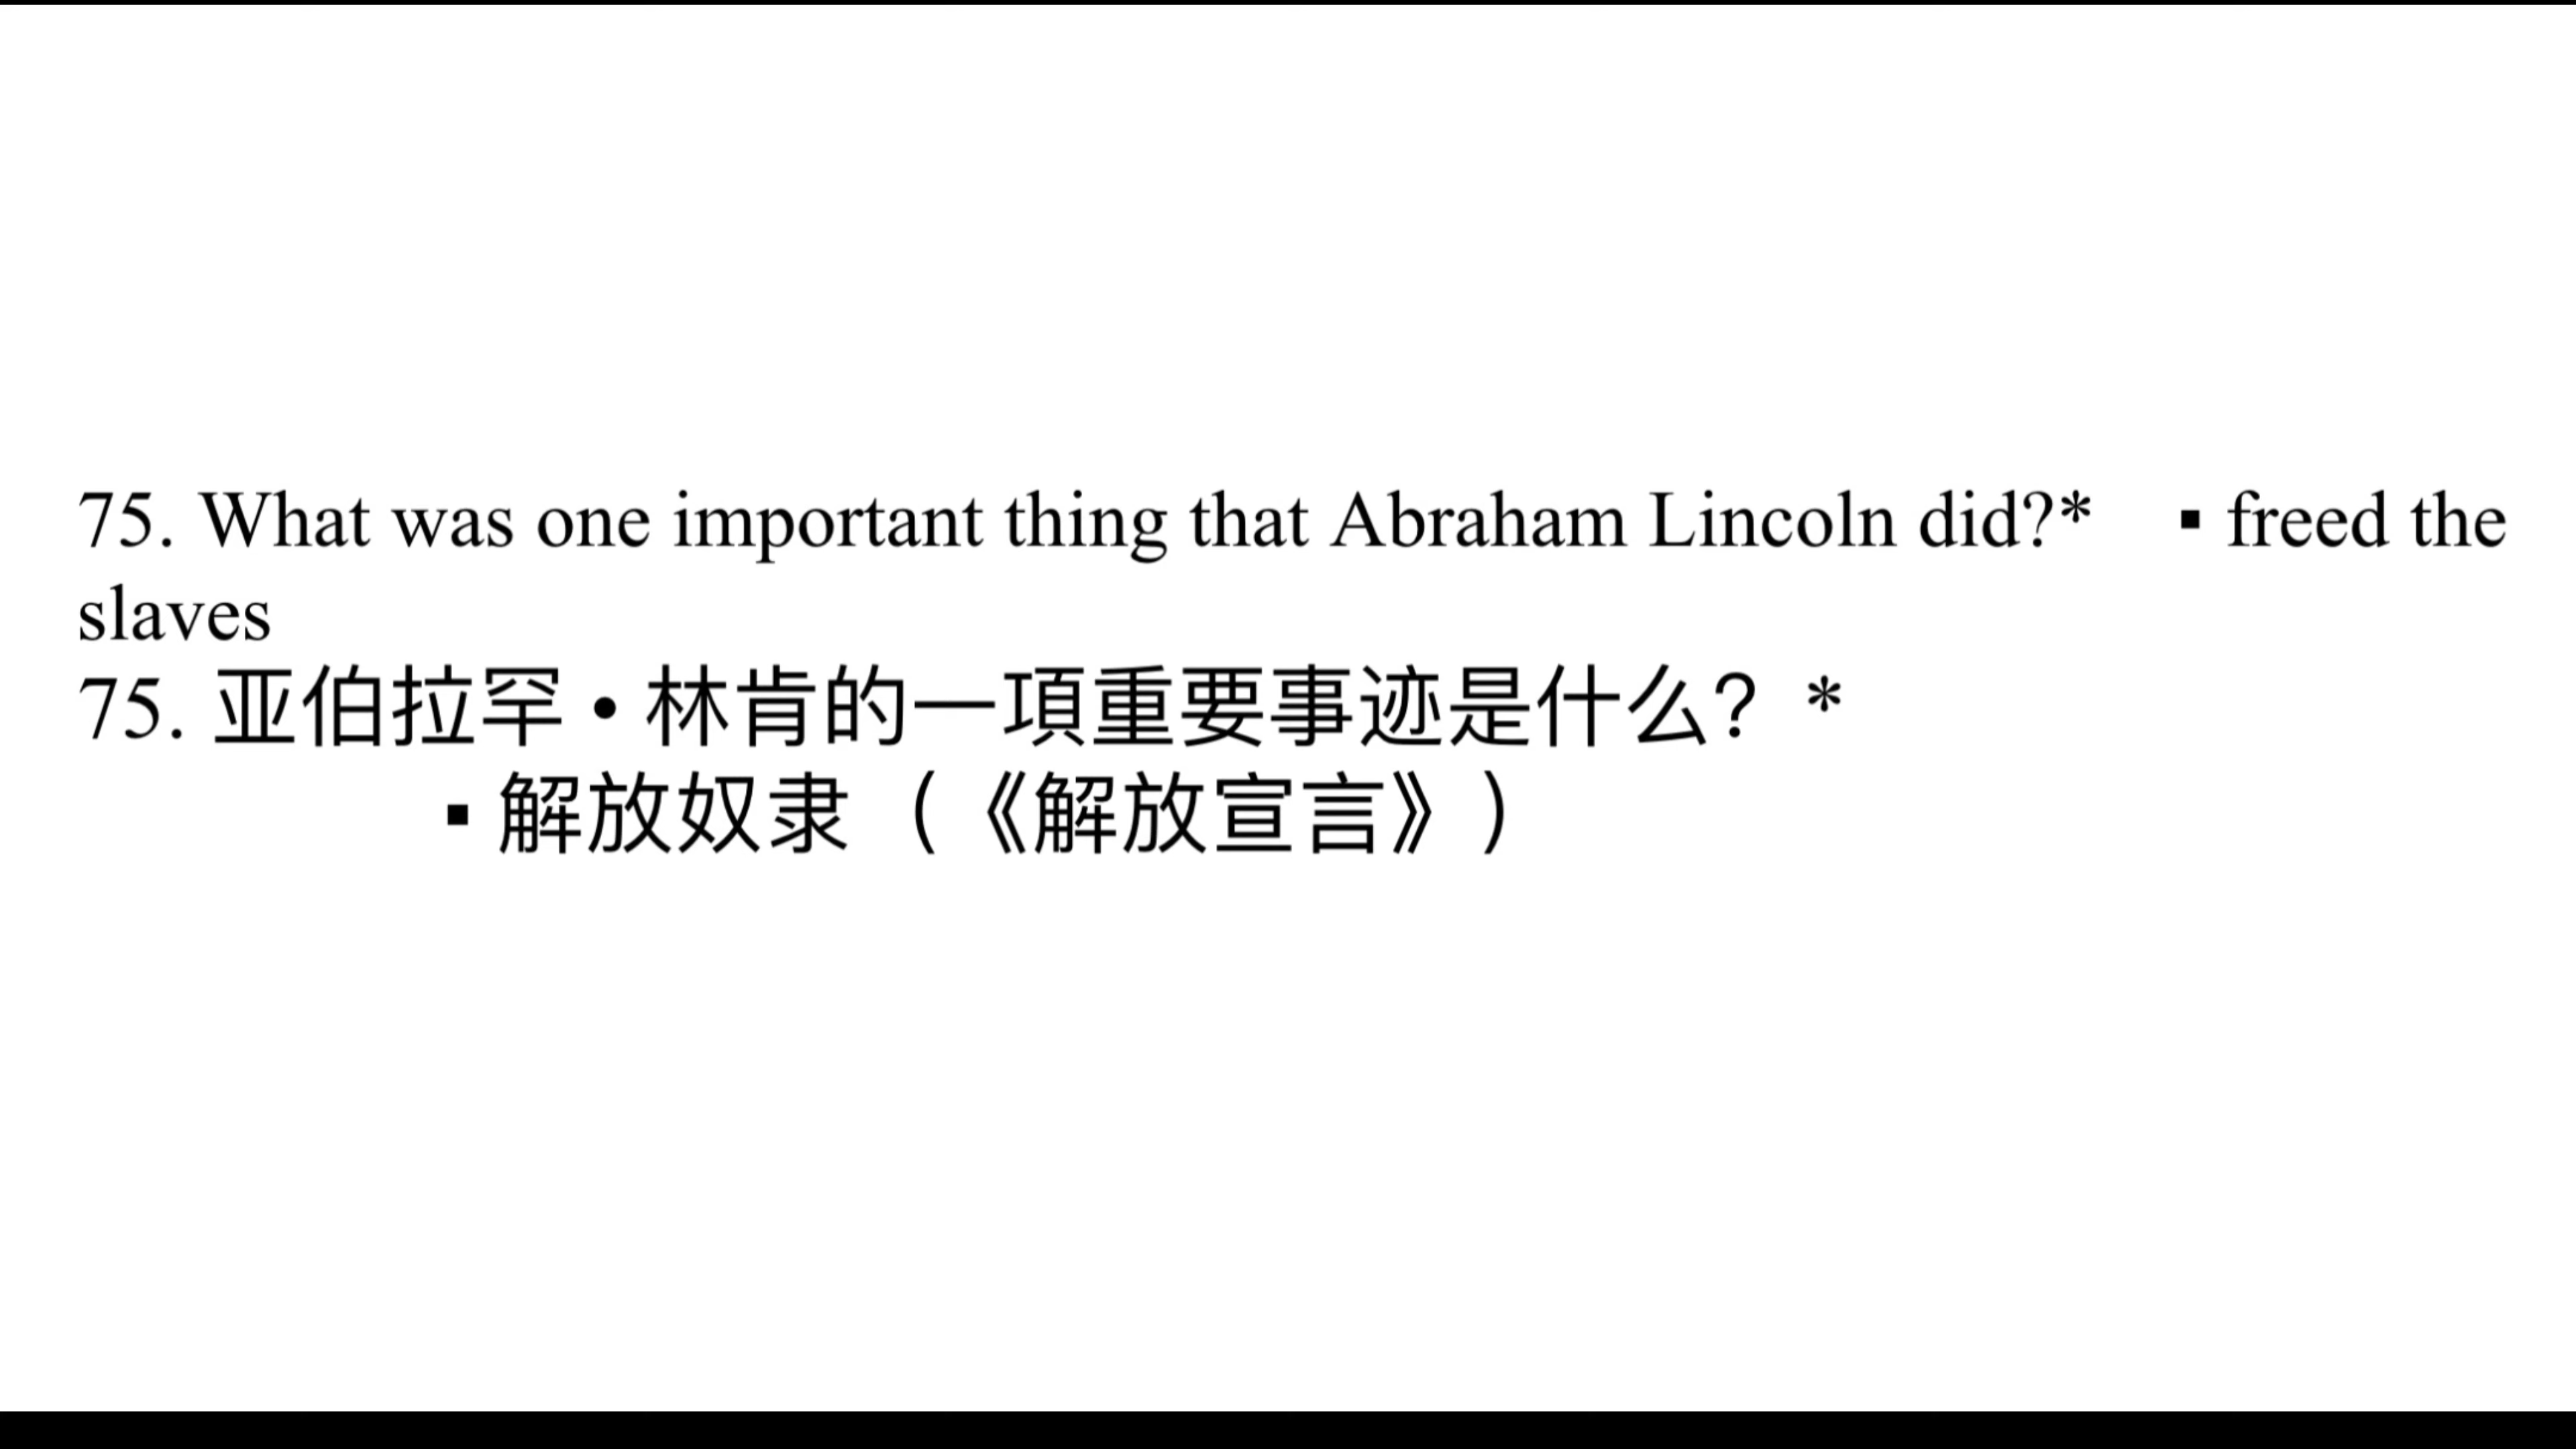 75. What was one important thing that Abraham Lincoln did?* ▪ freed the
slaves
75. 亚伯拉罕 • 林肯的一項重要事迹是什么？ *
▪ 解放奴隶 （《解放宣言》）